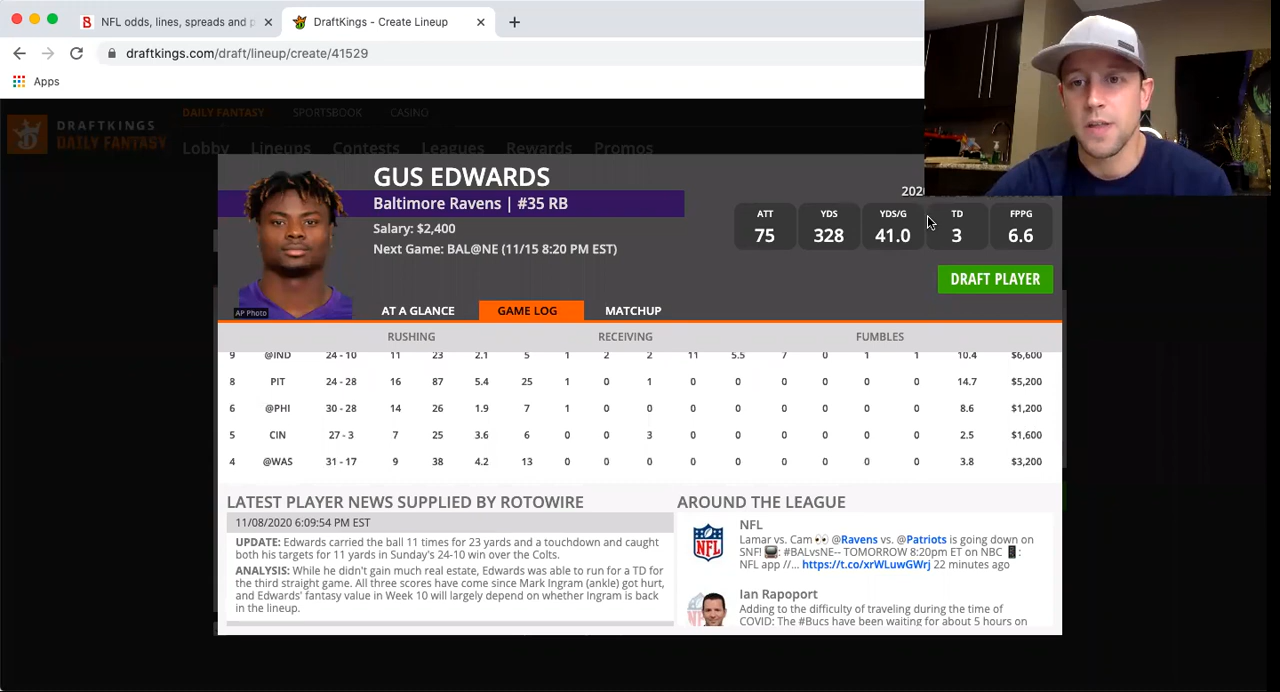 NFL odds, lines, spreads and p
DraftKings - Create Lineup
draftkings.com/draft/lineup/create/41529
Apps
DRAFTKINGS
DAILY FANTASY
DAILY FANTASY SPORTSBOOK CASINO
Lobby Lineups Contests Leagues Rewards Promos
GUS EDWARDS
Baltimore Ravens | #35 RB
Salary: $2,400
Next Game: BAL@NE (11/15 8:20 PM EST)
AP Photo
202
ATT YDS YDS/G TD FPPG
75 328 41.0 3 6.6
DRAFT PLAYER
AT A GLANCE GAME LOG MATCHUP
RUSHING RECEIVING FUMBLES
9 @IND 24 - 10 11 23 2.1 5 1 2 2 11 5.5 7 0 1 1 10.4 $6,600
8 PIT 24 - 28 16 87 5.4 25 1 0 1 0 0 0 0 0 0 14.7 $5,200
6 @PHI 30 - 28 14 26 1.9 7 1 0 0 0 0 0 0 0 0 8.6 $1,200
5 CIN 27 - 3 7 25 3.6 6 0 0 3 0 0 0 0 0 0 2.5 $1,600
4 @WAS 31 - 17 9 38 4.2 13 0 0 0 0 0 0 0 0 0 3.8 $3,200
LATEST PLAYER NEWS SUPPLIED BY ROTOWIRE
11/08/2020 6:09:54 PM EST
UPDATE: Edwards carried the ball 11 times for 23 yards and a touchdown and caught
both his targets for 11 yards in Sunday's 24-10 win over the Colts.
ANALYSIS: While he didn't gain much real estate, Edwards was able to run for a TD for
the third straight game. All three scores have come since Mark Ingram (ankle) got hurt,
and Edwards' fantasy value in Week 10 will largely depend on whether Ingram is back
in the lineup.
AROUND THE LEAGUE
NFL
Lamar vs. Cam 👀 @Ravens vs. @Patriots is going down on
SNF! 📺: #BALvsNE-- TOMORROW 8:20pm ET on NBC 📱:
NFL app //... https://t.co/xrWLuwGWrj 22 minutes ago
Ian Rapoport
Adding to the difficulty of traveling during the time of
COVID: The #Bucs have been waiting for about 5 hours on